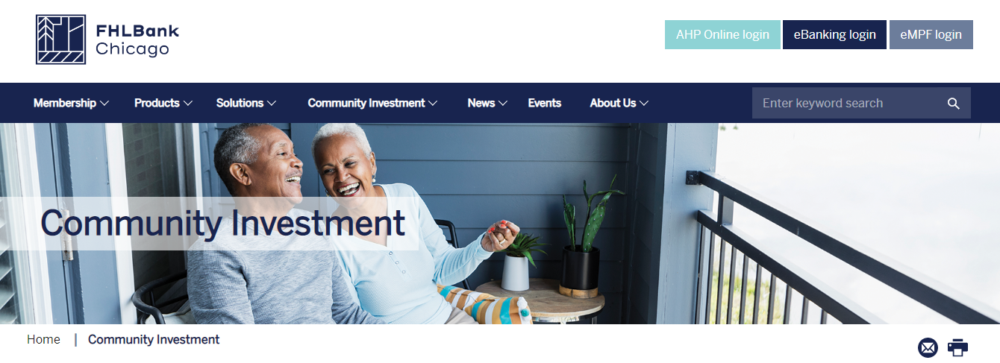 FHLBank
Chicago
AHP Online login
eBanking login
eMPF login
Membership
Products
Solutions
Community Investment
News
Events
About Us
Enter keyword search
Community Investment
Home | Community Investment